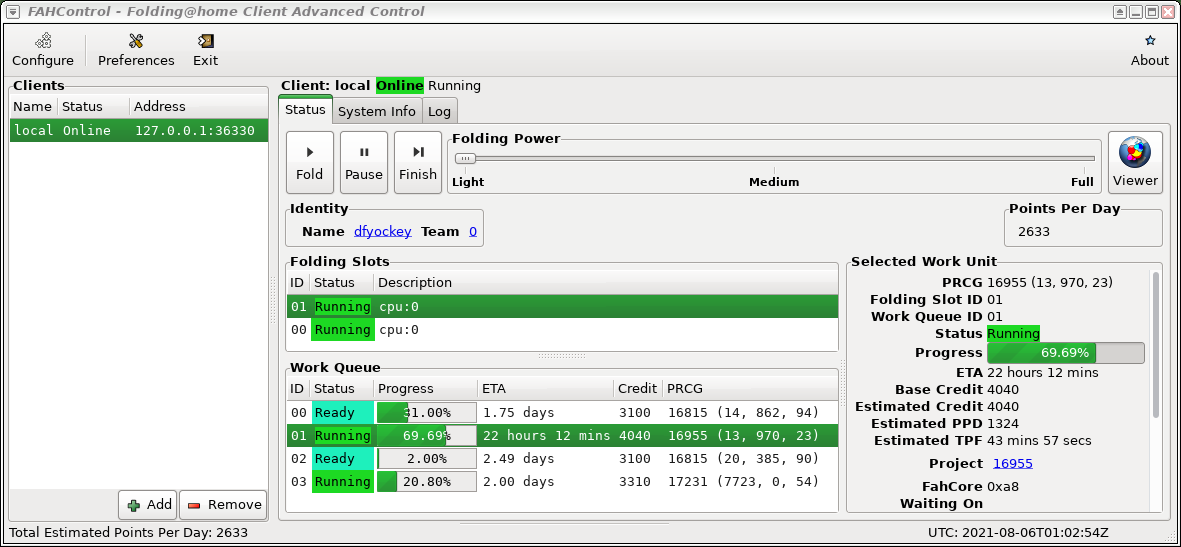 FAHControl - Folding@home Client Advanced Control
Configure Preferences Exit About
Clients
Name Status Address
local Online 127.0.0.1:36330
Add Remove
Client: local Online Running
Status System Info Log
Fold Pause Finish
Folding Power
Light Medium Full
Viewer
Identity
Name dfyockey Team 0
Points Per Day
2633
Folding Slots
ID Status Description
01 Running cpu:0
00 Running cpu:0
Work Queue
ID Status Progress ETA Credit PRCG
00 Ready 31.00% 1.75 days 3100 16815 (14, 862, 94)
01 Running 69.69% 22 hours 12 mins 4040 16955 (13, 970, 23)
02 Ready 2.00% 2.49 days 3100 16815 (20, 385, 90)
03 Running 20.80% 2.00 days 3310 17231 (7723, 0, 54)
Selected Work Unit
PRCG 16955 (13, 970, 23)
Folding Slot ID 01
Work Queue ID 01
Status Running
Progress 69.69%
ETA 22 hours 12 mins
Base Credit 4040
Estimated Credit 4040
Estimated PPD 1324
Estimated TPF 43 mins 57 secs
Project 16955
FahCore 0xa8
Waiting On
Total Estimated Points Per Day: 2633
UTC: 2021-08-06T01:02:54Z